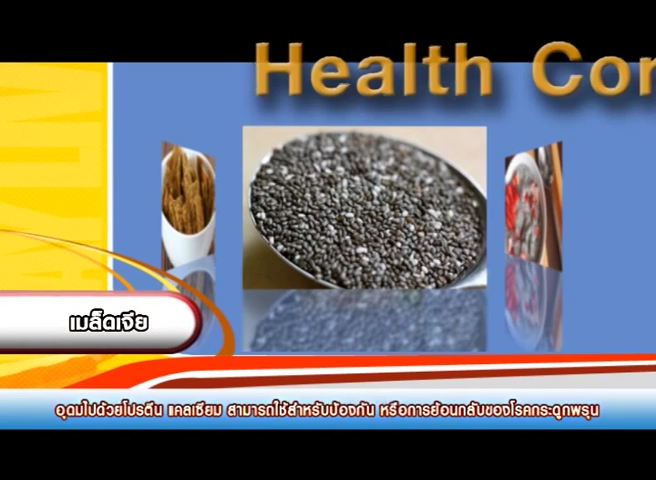 Health Cor
เมล็ดเจีย
อุดมไปด้วยโปรตีน แคลเซียม สามารถใช้สำหรับป้องกัน หรือการย้อนกลับของโรคกระดูกพรุน